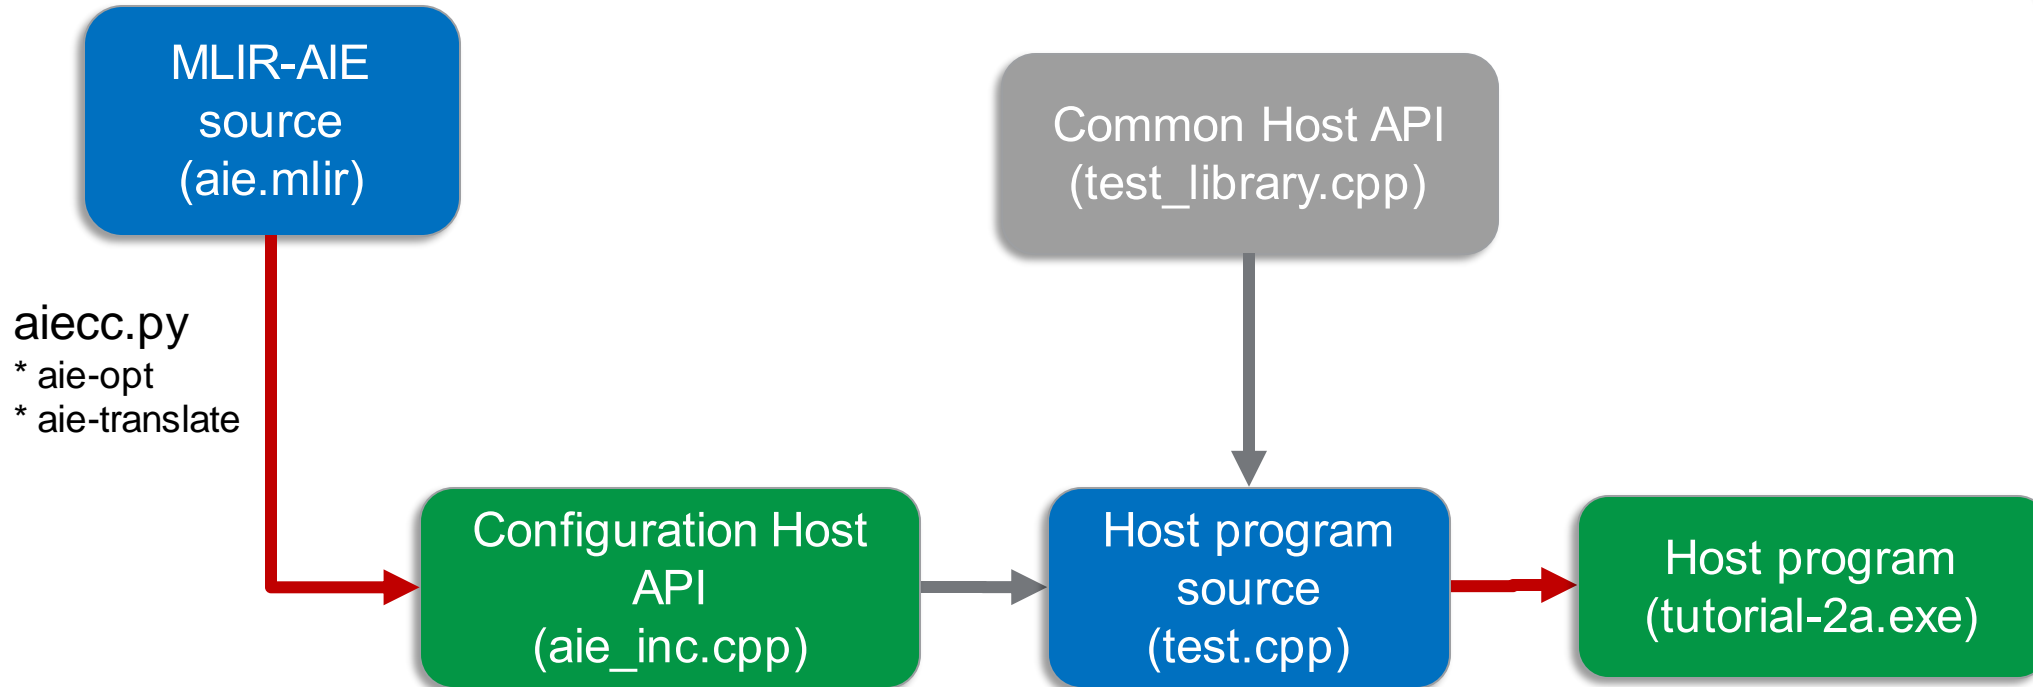 MLIR-AIE
source
(aie.mlir)
Common Host API
(test_library.cpp)
aiecc.py
* aie-opt
* aie-translate
Configuration Host
API
(aie_inc.cpp)
Host program
source
(test.cpp)
Host program
(tutorial-2a.exe)